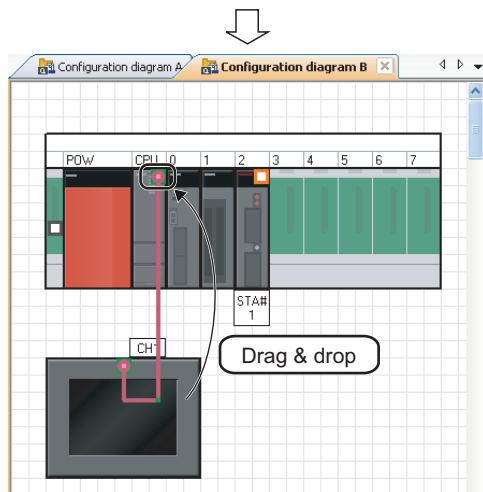 Configuration diagram A Configuration diagram B
POW CPU 0 1 2 3 4 5 6 7
STA#
1
CH1
Drag & drop